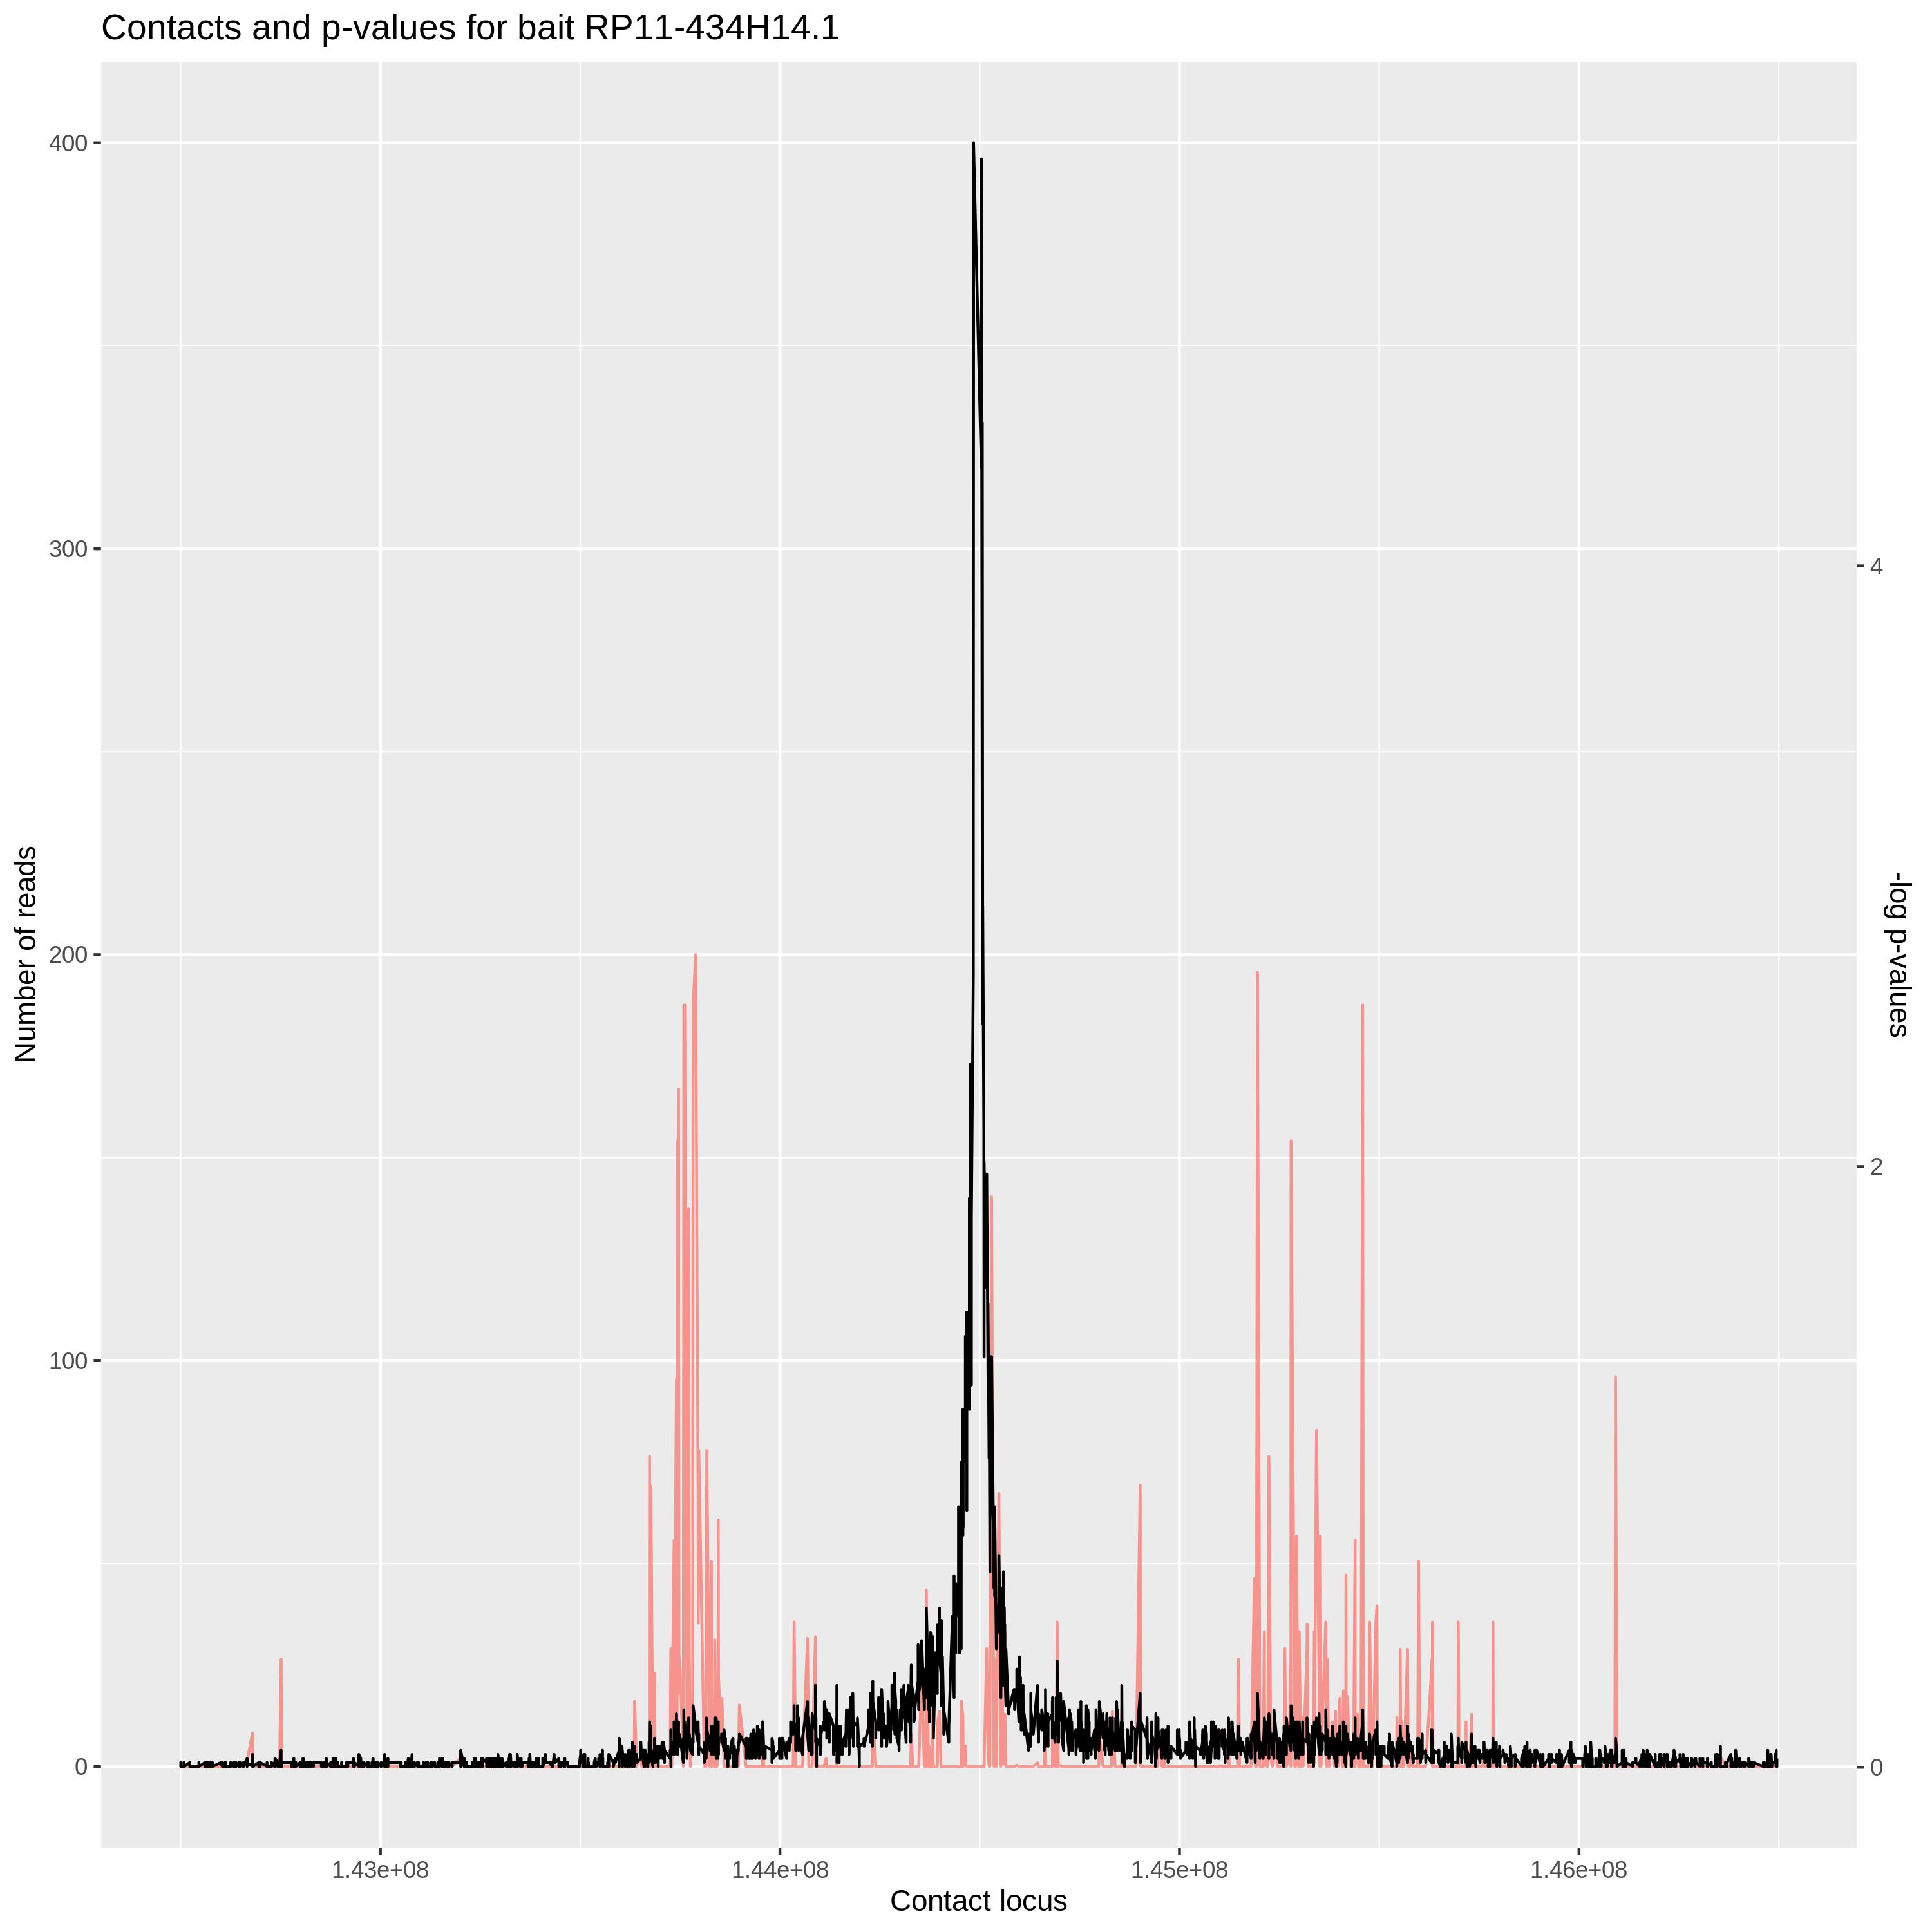 Contacts and p-values for bait RP11-434H14.1
400
300
200
100
0
Number of reads
4
2
0
-log p-values
1.43e+08
1.44e+08
1.45e+08
1.46e+08
Contact locus